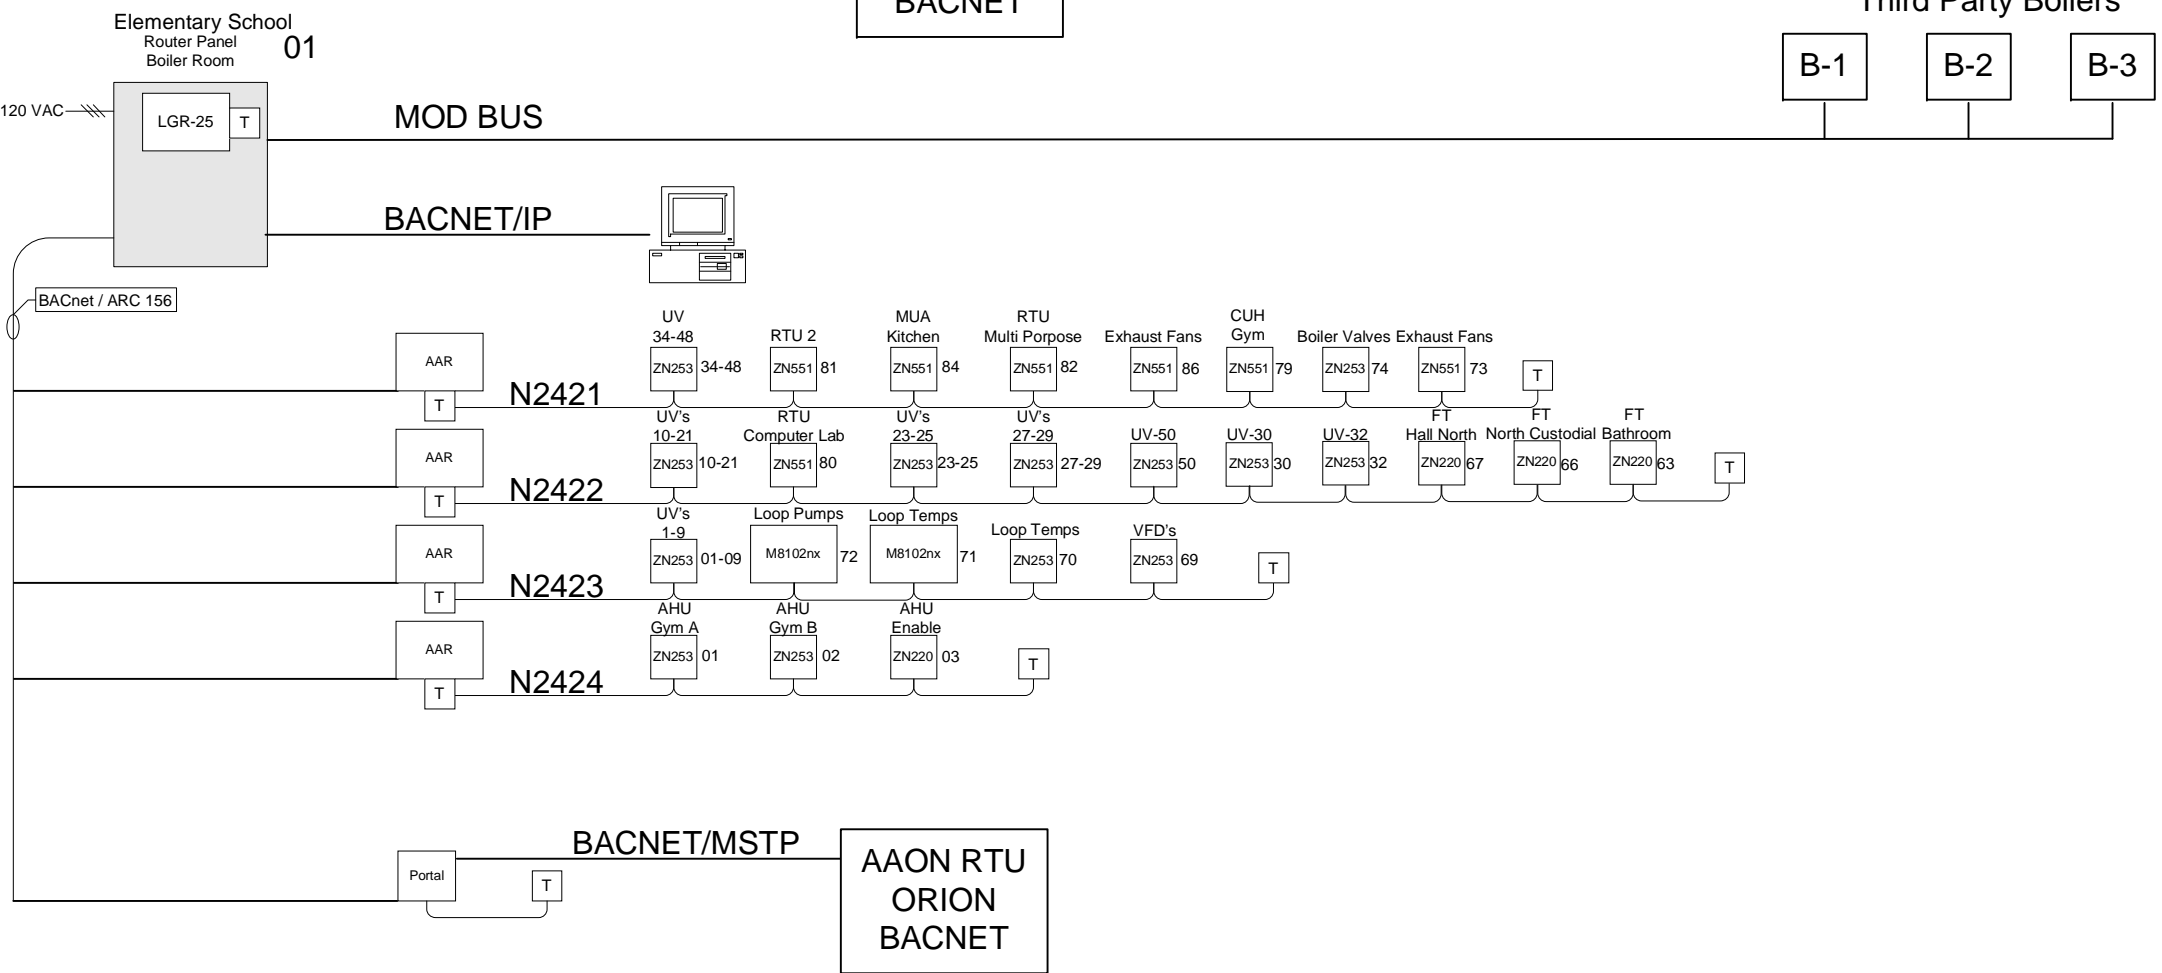 BACNET
Third Party Boilers
Elementary School
Router Panel
Boiler Room
01
B-1
B-2
B-3
120 VAC
LGR-25
T
MOD BUS
BACNET/IP
BACnet / ARC 156
UV
34-48
RTU 2
MUA
Kitchen
RTU
Multi Porpose
Exhaust Fans
CUH
Gym
Boiler Valves
Exhaust Fans
AAR
T
N2421
ZN253
34-48
ZN551
81
ZN551
84
ZN551
82
ZN551
86
ZN551
79
ZN253
74
ZN551
73
T
UV's
10-21
RTU
Computer Lab
UV's
23-25
UV's
27-29
UV-50
UV-30
UV-32
FT
Hall North
FT
North Custodial
FT
Bathroom
AAR
T
N2422
ZN253
10-21
ZN551
80
ZN253
23-25
ZN253
27-29
ZN253
50
ZN253
30
ZN253
32
ZN220
67
ZN220
66
ZN220
63
T
UV's
1-9
Loop Pumps
Loop Temps
Loop Temps
VFD's
AAR
T
N2423
ZN253
01-09
M8102nx
72
M8102nx
71
ZN253
70
ZN253
69
T
AHU
Gym A
AHU
Gym B
AHU
Enable
AAR
T
N2424
ZN253
01
ZN253
02
ZN220
03
T
Portal
T
BACNET/MSTP
AAON RTU
ORION
BACNET